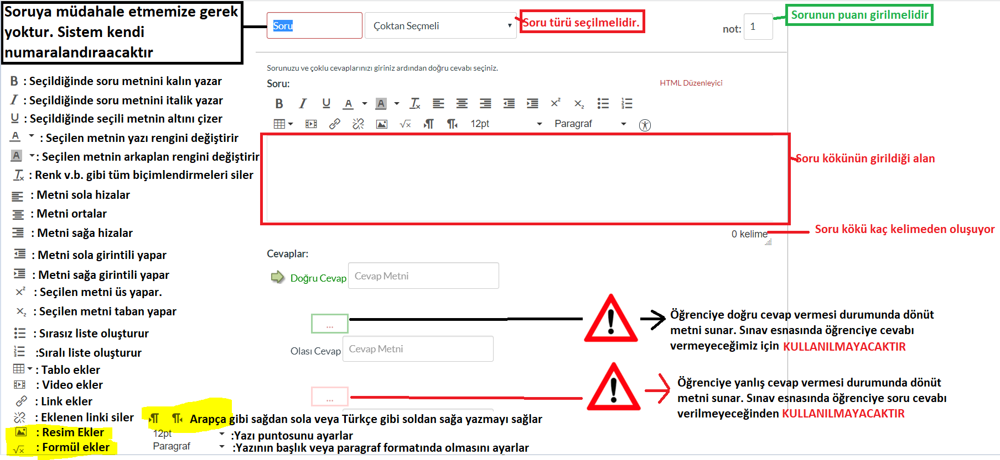 Soruya müdahale etmemize gerek
yoktur. Sistem kendi
numaralandıraacaktır
Soru
Çoktan Seçmeli
Soru türü seçilmelidir.
not:
1
Sorunun puanı girilmelidir
Sorunuzu ve çoklu cevaplarınızı giriniz ardından doğru cevabı seçiniz.
Soru:
HTML Düzenleyici
12pt
Paragraf
B : Seçildiğinde soru metnini kalın yazar
I : Seçildiğinde soru metnini italik yazar
U : Seçildiğinde seçili metnin altını çizer
A : Seçilen metnin yazı rengini değiştirir
A : Seçilen metnin arkaplan rengini değiştirir
: Renk v.b. gibi tüm biçimlendirmeleri siler
: Metni sola hizalar
: Metni ortalar
: Metni sağa hizalar
: Metni sola girintili yapar
: Metni sağa girintili yapar
x² : Seçilen metni üs yapar.
x₂ : Seçilen metni taban yapar
: Sırasız liste oluşturur
:Sıralı liste oluşturur
: Tablo ekler
: Video ekler
: Link ekler
: Eklenen linki siler
: Resim Ekler
√x : Formül ekler
Soru kökünün girildiği alan
0 kelime
Soru kökü kaç kelimeden oluşuyor
Cevaplar:
Doğru Cevap
Cevap Metni
...
Öğrenciye doğru cevap vermesi durumunda dönüt
metni sunar. Sınav esnasında öğrenciye cevabı
vermeyeceğimiz için KULLANILMAYACAKTIR
Olası Cevap
Cevap Metni
...
Öğrenciye yanlış cevap vermesi durumunda dönüt
metni sunar. Sınav esnasında öğrenciye soru cevabı
verilmeyeceğinden KULLANILMAYACAKTIR
Arapça gibi sağdan sola veya Türkçe gibi soldan sağa yazmayı sağlar
12pt :Yazı puntosunu ayarlar
Paragraf :Yazının başlık veya paragraf formatında olmasını ayarlar